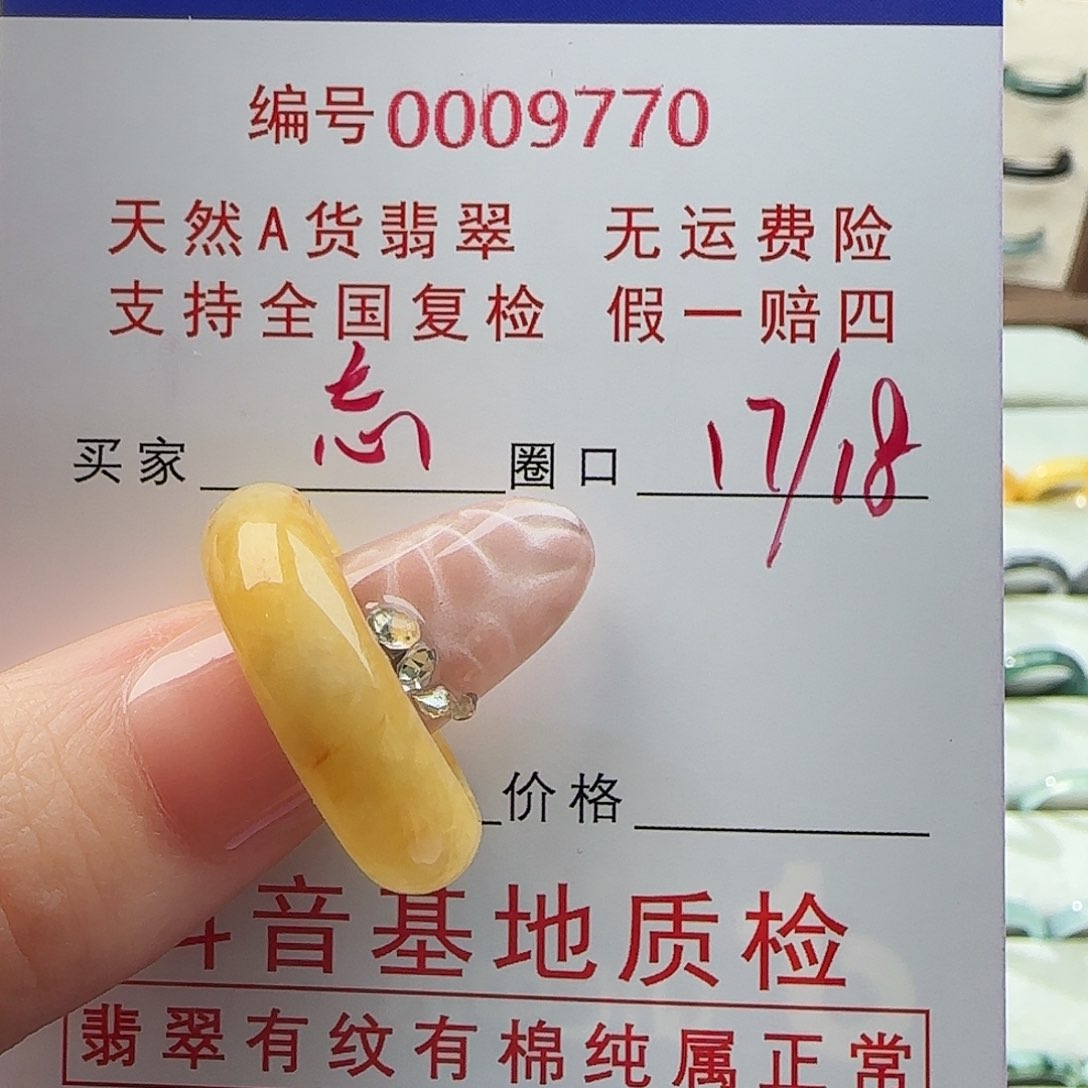 编号0009770
天然A货翡翠 无运费险
支持全国复检 假一赔四
买家 志 圈口 17/18
价格
音基地质检
翡翠有纹有棉纯属正常